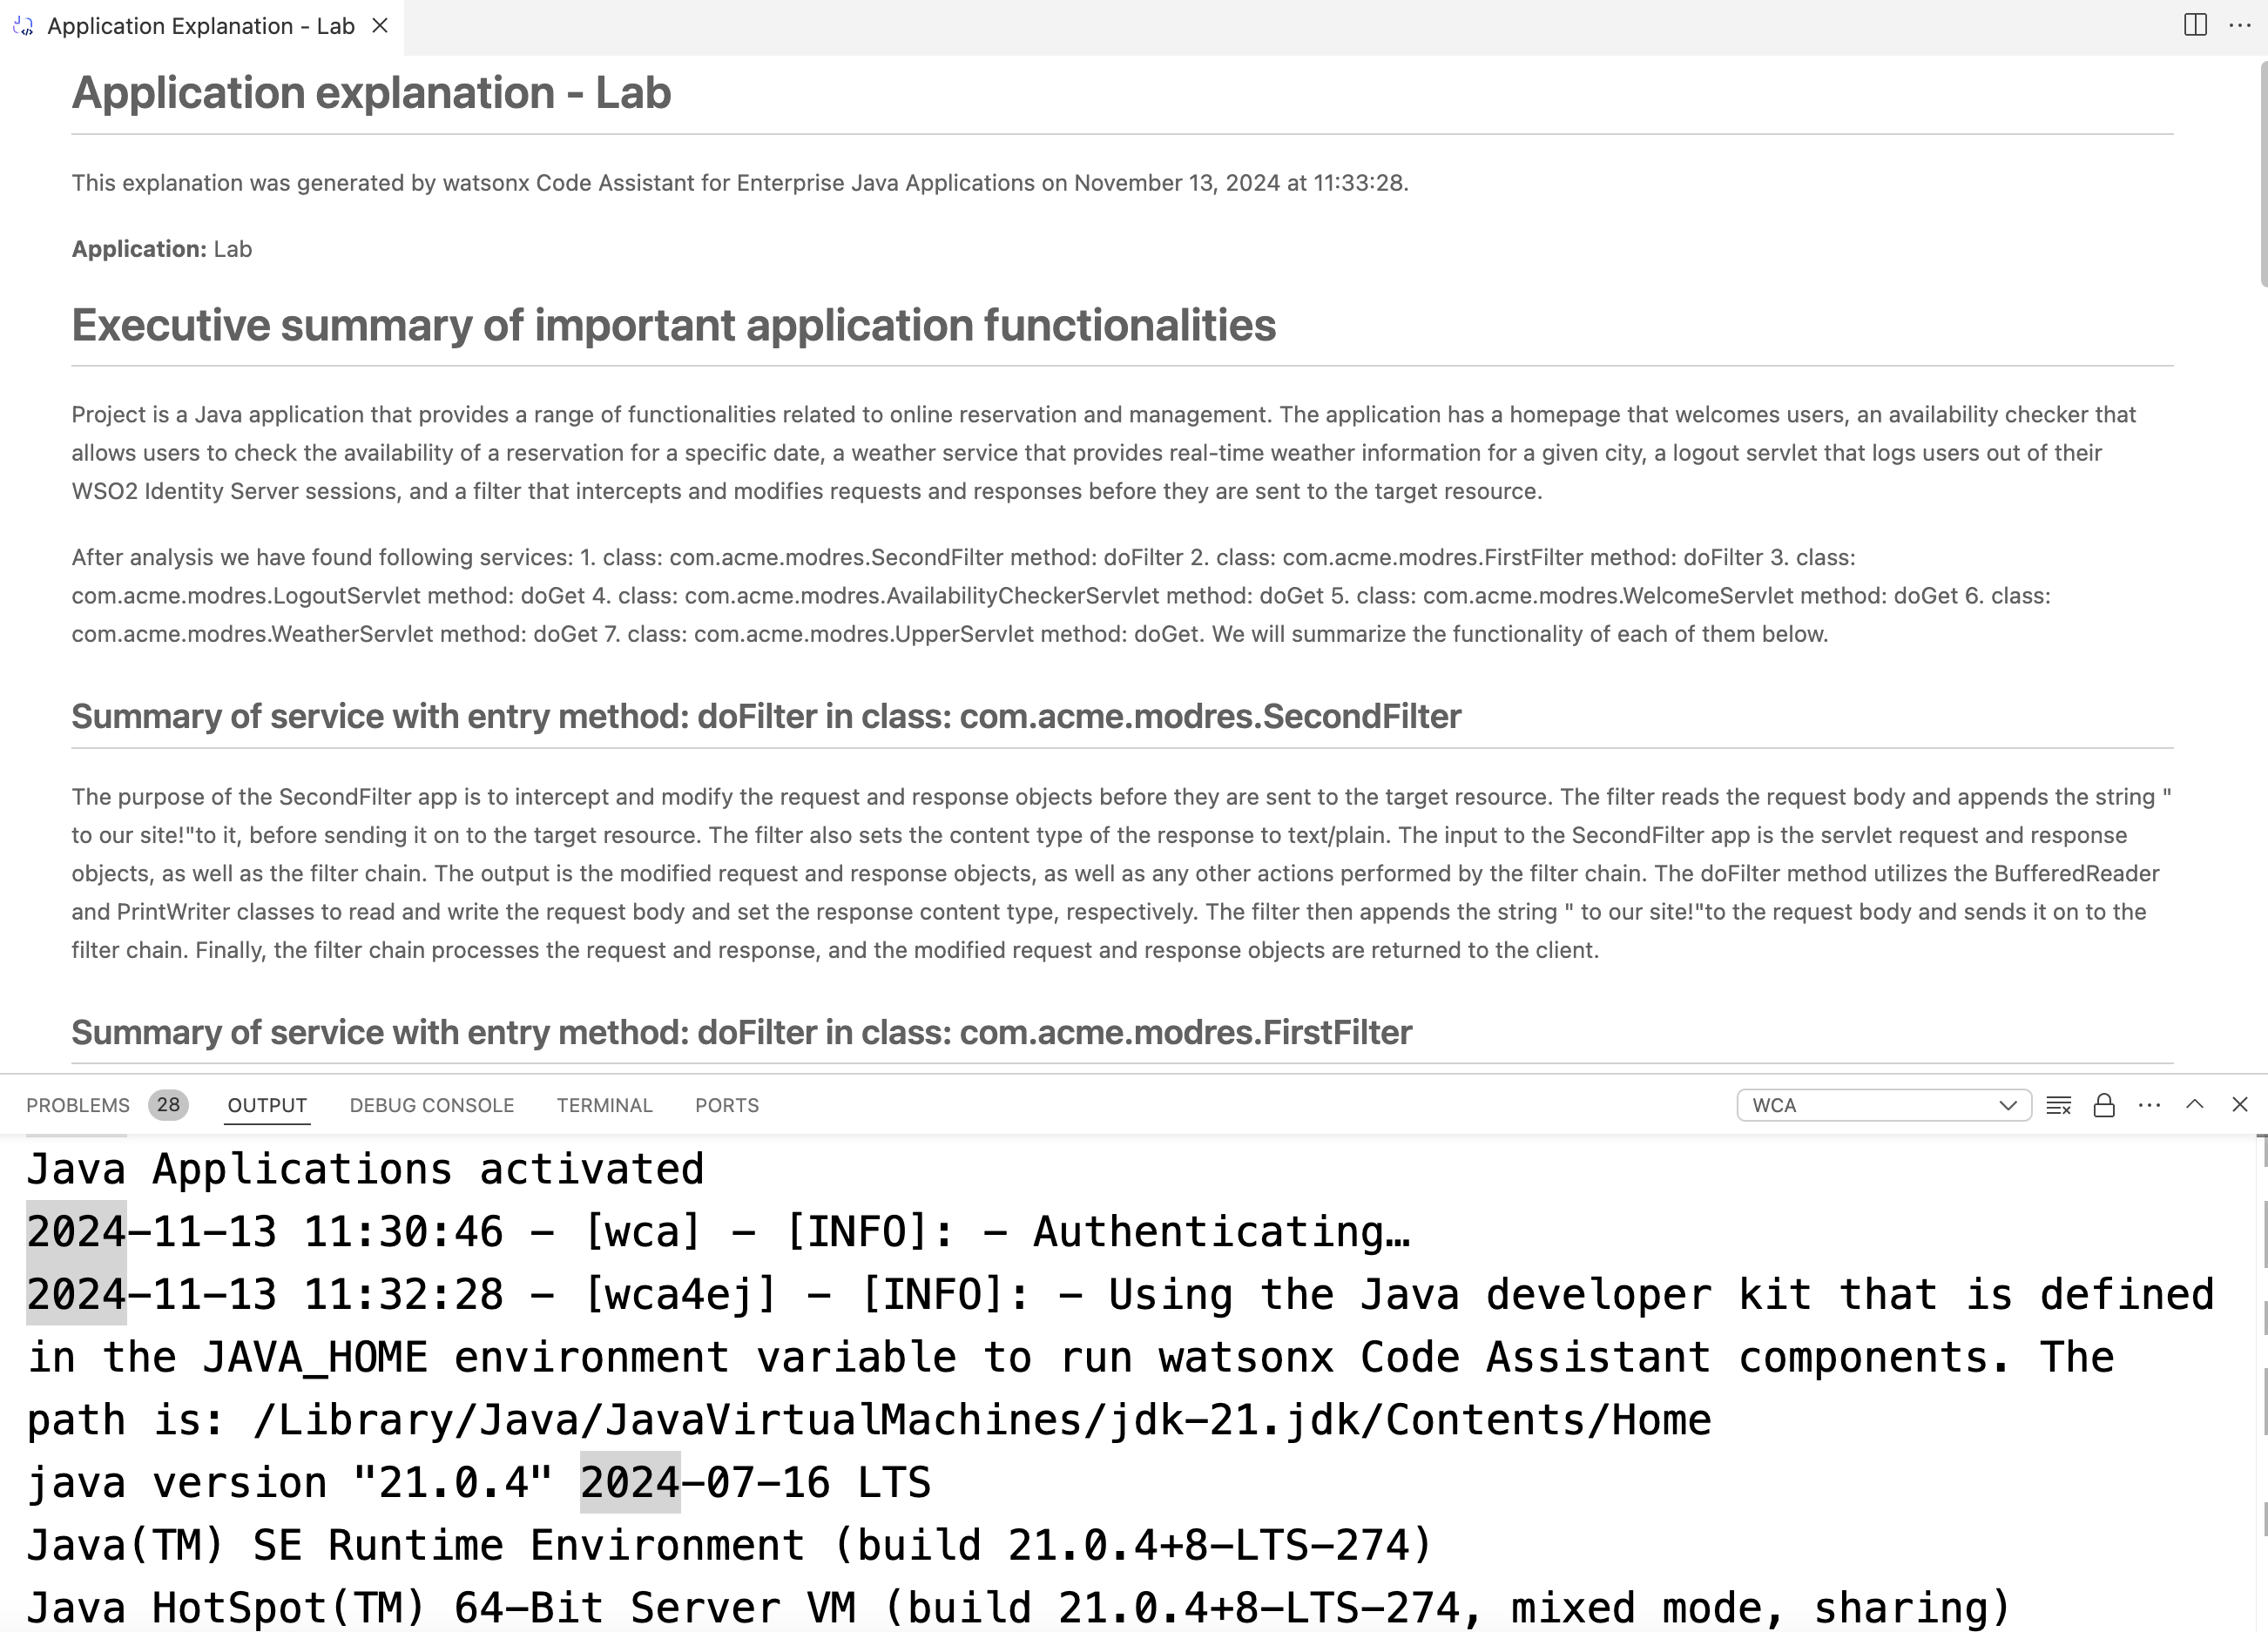 Application Explanation - Lab
Application explanation - Lab
This explanation was generated by watsonx Code Assistant for Enterprise Java Applications on November 13, 2024 at 11:33:28.
Application: Lab
Executive summary of important application functionalities
Project is a Java application that provides a range of functionalities related to online reservation and management. The application has a homepage that welcomes users, an availability checker that
allows users to check the availability of a reservation for a specific date, a weather service that provides real-time weather information for a given city, a logout servlet that logs users out of their
WSO2 Identity Server sessions, and a filter that intercepts and modifies requests and responses before they are sent to the target resource.
After analysis we have found following services: 1. class: com.acme.modres.SecondFilter method: doFilter 2. class: com.acme.modres.FirstFilter method: doFilter 3. class:
com.acme.modres.LogoutServlet method: doGet 4. class: com.acme.modres.AvailabilityCheckerServlet method: doGet 5. class: com.acme.modres.WelcomeServlet method: doGet 6. class:
com.acme.modres.WeatherServlet method: doGet 7. class: com.acme.modres.UpperServlet method: doGet. We will summarize the functionality of each of them below.
Summary of service with entry method: doFilter in class: com.acme.modres.SecondFilter
The purpose of the SecondFilter app is to intercept and modify the request and response objects before they are sent to the target resource. The filter reads the request body and appends the string "
to our site!"to it, before sending it on to the target resource. The filter also sets the content type of the response to text/plain. The input to the SecondFilter app is the servlet request and response
objects, as well as the filter chain. The output is the modified request and response objects, as well as any other actions performed by the filter chain. The doFilter method utilizes the BufferedReader
and PrintWriter classes to read and write the request body and set the response content type, respectively. The filter then appends the string " to our site!"to the request body and sends it on to the
filter chain. Finally, the filter chain processes the request and response, and the modified request and response objects are returned to the client.
Summary of service with entry method: doFilter in class: com.acme.modres.FirstFilter
PROBLEMS 28 OUTPUT DEBUG CONSOLE TERMINAL PORTS WCA
Java Applications activated
2024-11-13 11:30:46 - [wca] - [INFO]: - Authenticating…
2024-11-13 11:32:28 - [wca4ej] - [INFO]: - Using the Java developer kit that is defined
in the JAVA_HOME environment variable to run watsonx Code Assistant components. The
path is: /Library/Java/JavaVirtualMachines/jdk-21.jdk/Contents/Home
java version "21.0.4" 2024-07-16 LTS
Java(TM) SE Runtime Environment (build 21.0.4+8-LTS-274)
Java HotSpot(TM) 64-Bit Server VM (build 21.0.4+8-LTS-274, mixed mode, sharing)